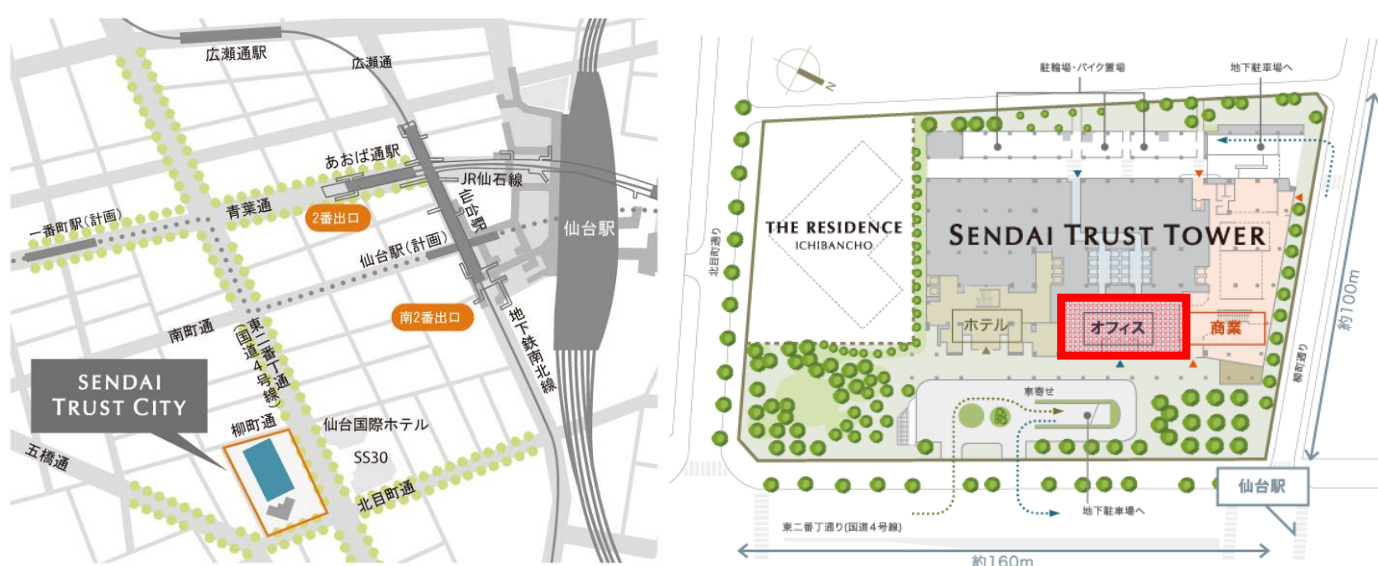 広瀬通駅
広瀬通
あおば通駅
JR仙石線
2番出口
青葉通
一番町駅(計画)
仙台駅
仙台駅(計画)
仙台駅
南2番出口
南町通
東二番丁通
(国道4号線)
地下鉄南北線
SENDAI
TRUST CITY
柳町通
仙台国際ホテル
SS30
五橋通
北目町通
N
駐輪場・バイク置場
地下駐車場へ
THE RESIDENCE
ICHIBANCHO
SENDAI TRUST TOWER
北目町通り
ホテル
オフィス
商業
約100m
柳町通り
車寄せ
仙台駅
地下駐車場へ
東二番丁通り(国道4号線)
約160m